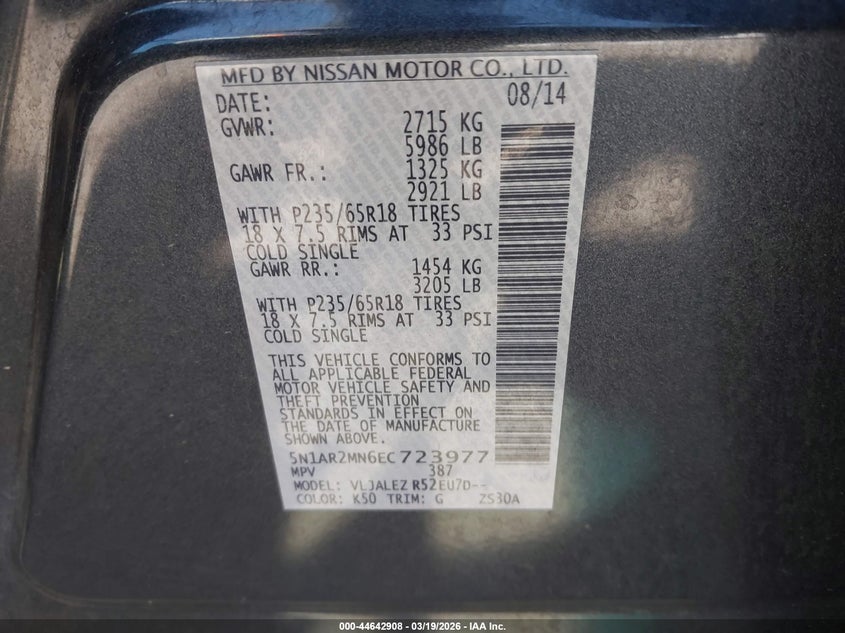 MFD BY NISSAN MOTOR CO., LTD.
DATE: 08/14
GVWR: 2715 KG
5986 LB
GAWR FR.: 1325 KG
2921 LB
WITH P235/65R18 TIRES
18 X 7.5 RIMS AT 33 PSI
COLD SINGLE
GAWR RR.: 1454 KG
3205 LB
WITH P235/65R18 TIRES
18 X 7.5 RIMS AT 33 PSI
COLD SINGLE
THIS VEHICLE CONFORMS TO
ALL APPLICABLE FEDERAL
MOTOR VEHICLE SAFETY AND
THEFT PREVENTION
STANDARDS IN EFFECT ON
THE DATE OF MANUFACTURE
SHOWN ABOVE.
5N1AR2MN6EC723977
MPV 387
MODEL: VLJALEZ R52EU7D--
COLOR: K50 TRIM: G ZS30A
000-44642908 - 03/19/2026 - IAA Inc.